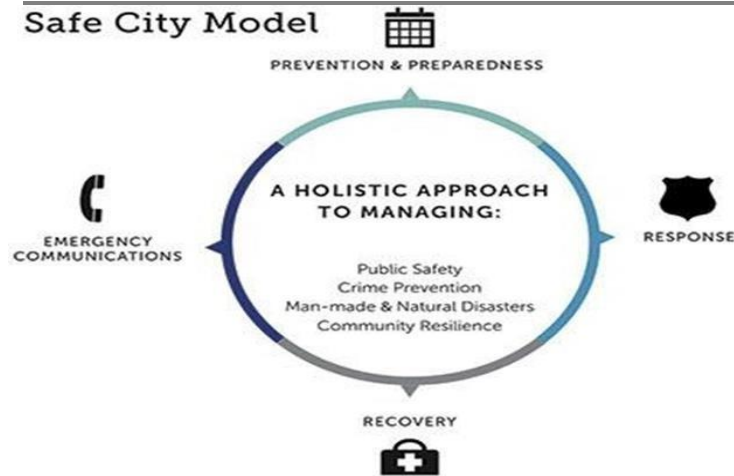 Safe City Model
PREVENTION & PREPAREDNESS
A HOLISTIC APPROACH
TO MANAGING:
Public Safety
Crime Prevention
Man-made & Natural Disasters
Community Resilience
EMERGENCY
COMMUNICATIONS
RESPONSE
RECOVERY